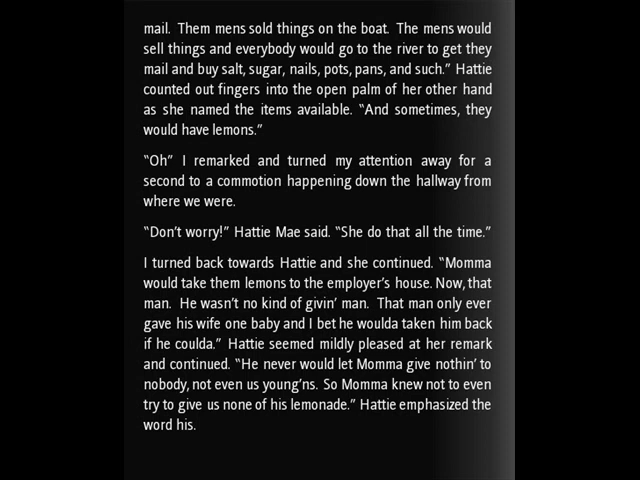 mail. Them mens sold things on the boat. The mens would
sell things and everybody would go to the river to get they
mail and buy salt, sugar, nails, pots, pans, and such.” Hattie
counted out fingers into the open palm of her other hand
as she named the items available. “And sometimes, they
would have lemons.”
“Oh” I remarked and turned my attention away for a
second to a commotion happening down the hallway from
where we were.
“Don’t worry!” Hattie Mae said. “She do that all the time.”
I turned back towards Hattie and she continued. “Momma
would take them lemons to the employer’s house. Now, that
man. He wasn’t no kind of givin’ man. That man only ever
gave his wife one baby and I bet he woulda taken him back
if he coulda.” Hattie seemed mildly pleased at her remark
and continued. “He never would let Momma give nothin’ to
nobody, not even us young’ns. So Momma knew not to even
try to give us none of his lemonade.” Hattie emphasized the
word his.